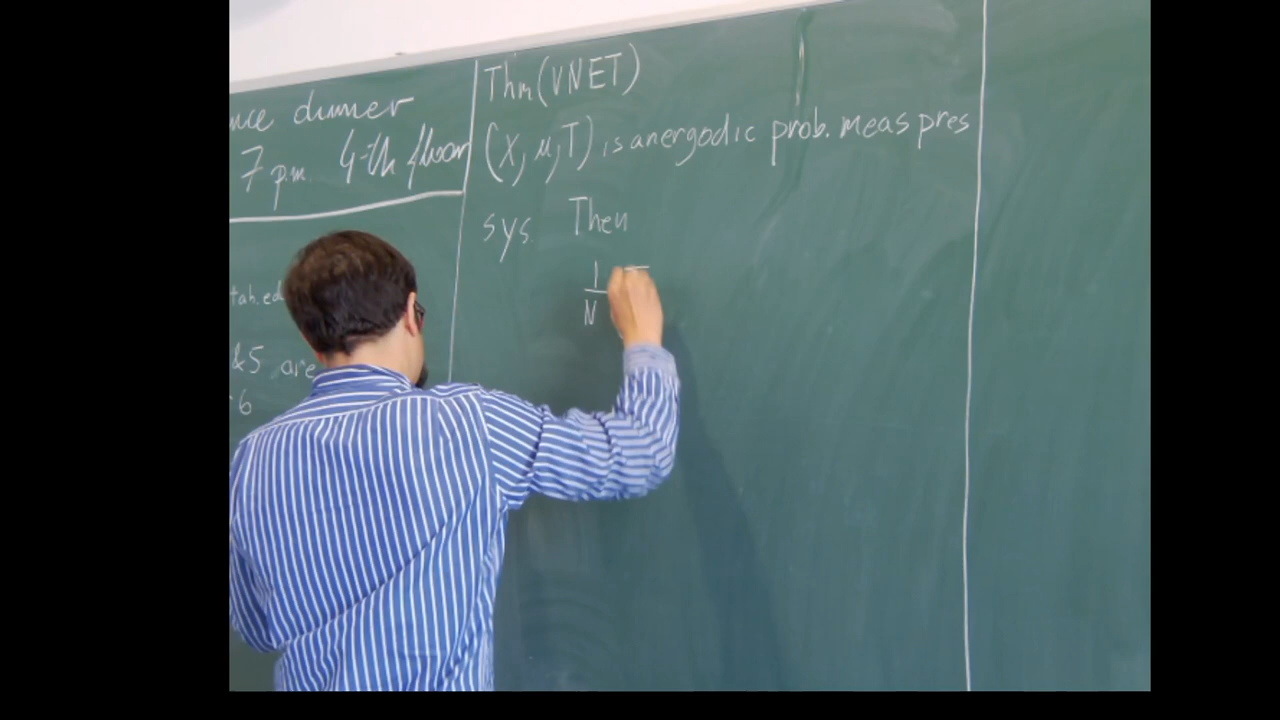 nce dinner
7 p.m. 4-th floor
tah.ed
&5 are
6
Thm (VNET)
(X, μ, T) is an ergodic prob. meas pres
sys. Then
1
N